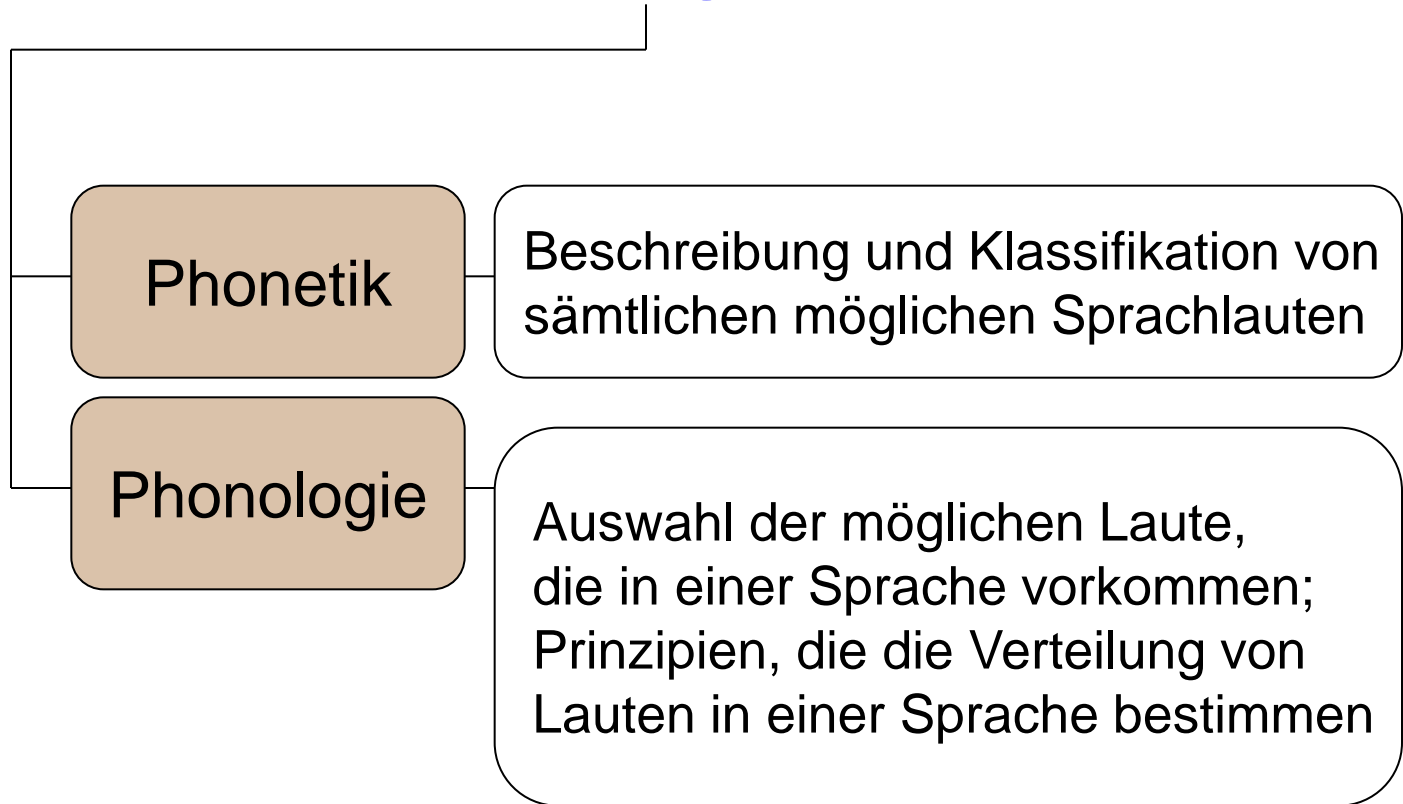 Phonetik
Beschreibung und Klassifikation von
sämtlichen möglichen Sprachlauten
Phonologie
Auswahl der möglichen Laute,
die in einer Sprache vorkommen;
Prinzipien, die die Verteilung von
Lauten in einer Sprache bestimmen